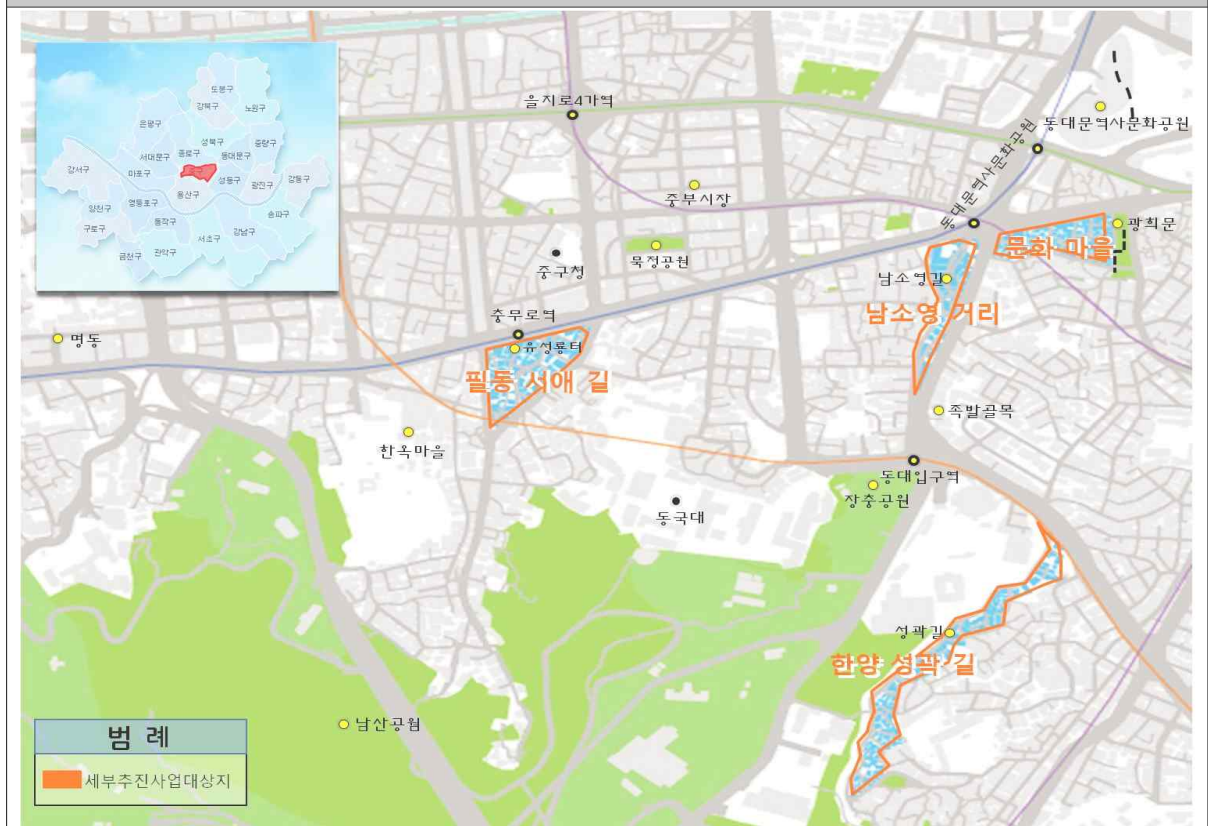 도봉구
강북구
노원구
은평구
성북구
중랑구
종로구
서대문구
동대문구
강서구
마포구
성동구
광진구
강동구
용산구
양천구
영등포구
송파구
동작구
강남구
구로구
서초구
관악구
금천구
을지로4가역
동대문역사문화공원
동대문역사문화공원
중부시장
광희문
문화 마을
묵정공원
중구청
남소영길
남소영 거리
충무로역
명동
유성룡터
필동 서애 길
족발골목
한옥마을
동대입구역
장충공원
동국대
성곽길
한양 성곽 길
남산공원
범 례
세부추진사업대상지